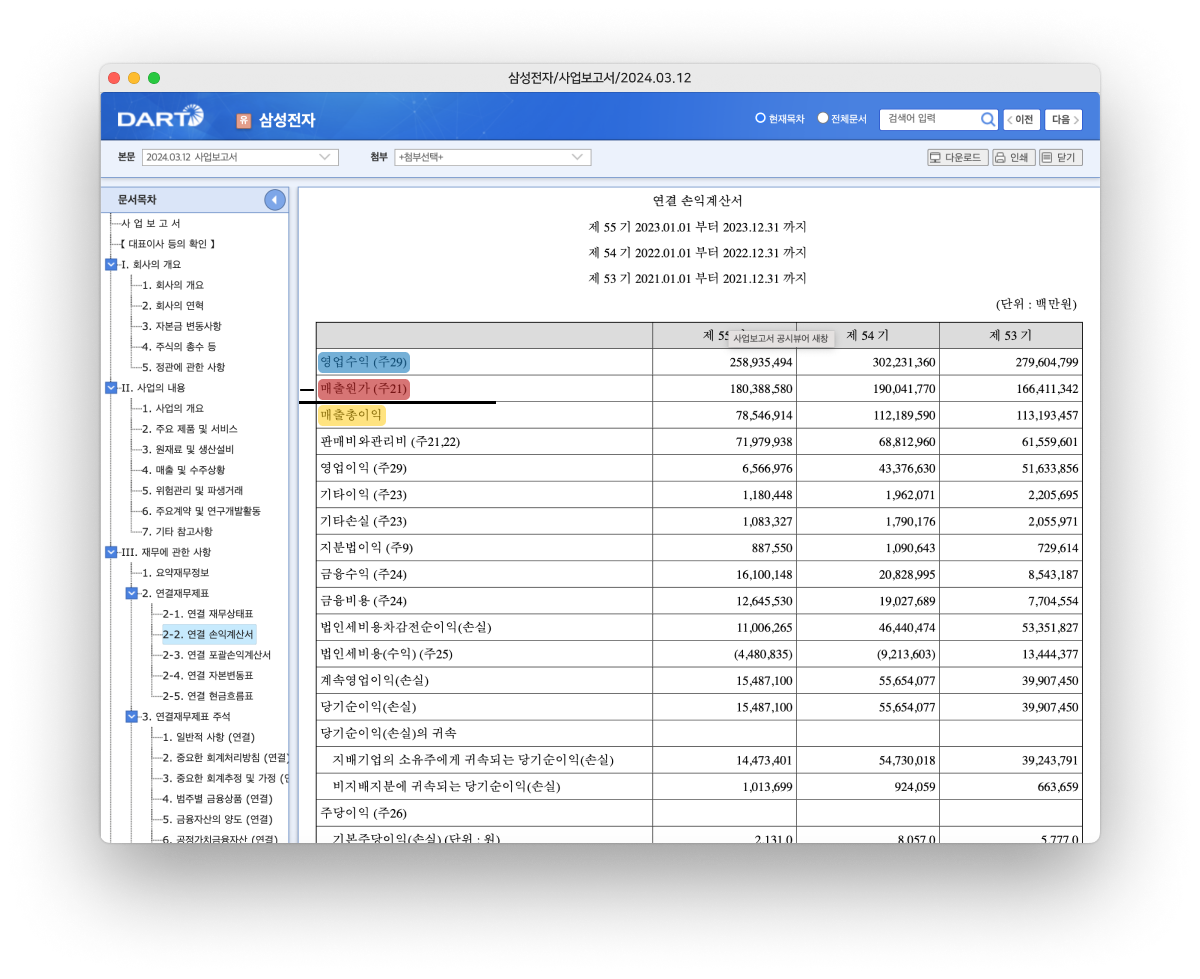 삼성전자/사업보고서/2024.03.12
DART 유 삼성전자 현재목차 전체문서 검색어 입력 이전 다음
본문 2024.03.12 사업보고서 첨부 +첨부선택+ 다운로드 인쇄 닫기
문서목차
사 업 보 고 서
【 대표이사 등의 확인 】
I. 회사의 개요
1. 회사의 개요
2. 회사의 연혁
3. 자본금 변동사항
4. 주식의 총수 등
5. 정관에 관한 사항
II. 사업의 내용
1. 사업의 개요
2. 주요 제품 및 서비스
3. 원재료 및 생산설비
4. 매출 및 수주상황
5. 위험관리 및 파생거래
6. 주요계약 및 연구개발활동
7. 기타 참고사항
III. 재무에 관한 사항
1. 요약재무정보
2. 연결재무제표
2-1. 연결 재무상태표
2-2. 연결 손익계산서
2-3. 연결 포괄손익계산서
2-4. 연결 자본변동표
2-5. 연결 현금흐름표
3. 연결재무제표 주석
1. 일반적 사항 (연결)
2. 중요한 회계처리방침 (연결)
3. 중요한 회계추정 및 가정 (연
4. 범주별 금융상품 (연결)
5. 금융자산의 양도 (연결)
6. 공정가치금융자산 (연결)
연결 손익계산서
제 55 기 2023.01.01 부터 2023.12.31 까지
제 54 기 2022.01.01 부터 2022.12.31 까지
제 53 기 2021.01.01 부터 2021.12.31 까지
(단위 : 백만원)
제 55 사업보고서 공시뷰어 새창 제 54 기 제 53 기
영업수익 (주29) 258,935,494 302,231,360 279,604,799
매출원가 (주21) 180,388,580 190,041,770 166,411,342
매출총이익 78,546,914 112,189,590 113,193,457
판매비와관리비 (주21,22) 71,979,938 68,812,960 61,559,601
영업이익 (주29) 6,566,976 43,376,630 51,633,856
기타이익 (주23) 1,180,448 1,962,071 2,205,695
기타손실 (주23) 1,083,327 1,790,176 2,055,971
지분법이익 (주9) 887,550 1,090,643 729,614
금융수익 (주24) 16,100,148 20,828,995 8,543,187
금융비용 (주24) 12,645,530 19,027,689 7,704,554
법인세비용차감전순이익(손실) 11,006,265 46,440,474 53,351,827
법인세비용(수익) (주25) (4,480,835) (9,213,603) 13,444,377
계속영업이익(손실) 15,487,100 55,654,077 39,907,450
당기순이익(손실) 15,487,100 55,654,077 39,907,450
당기순이익(손실)의 귀속
지배기업의 소유주에게 귀속되는 당기순이익(손실) 14,473,401 54,730,018 39,243,791
비지배지분에 귀속되는 당기순이익(손실) 1,013,699 924,059 663,659
주당이익 (주26)
기본주당이익(손실) (단위 : 원) 2,131.0 8,057.0 5,777.0